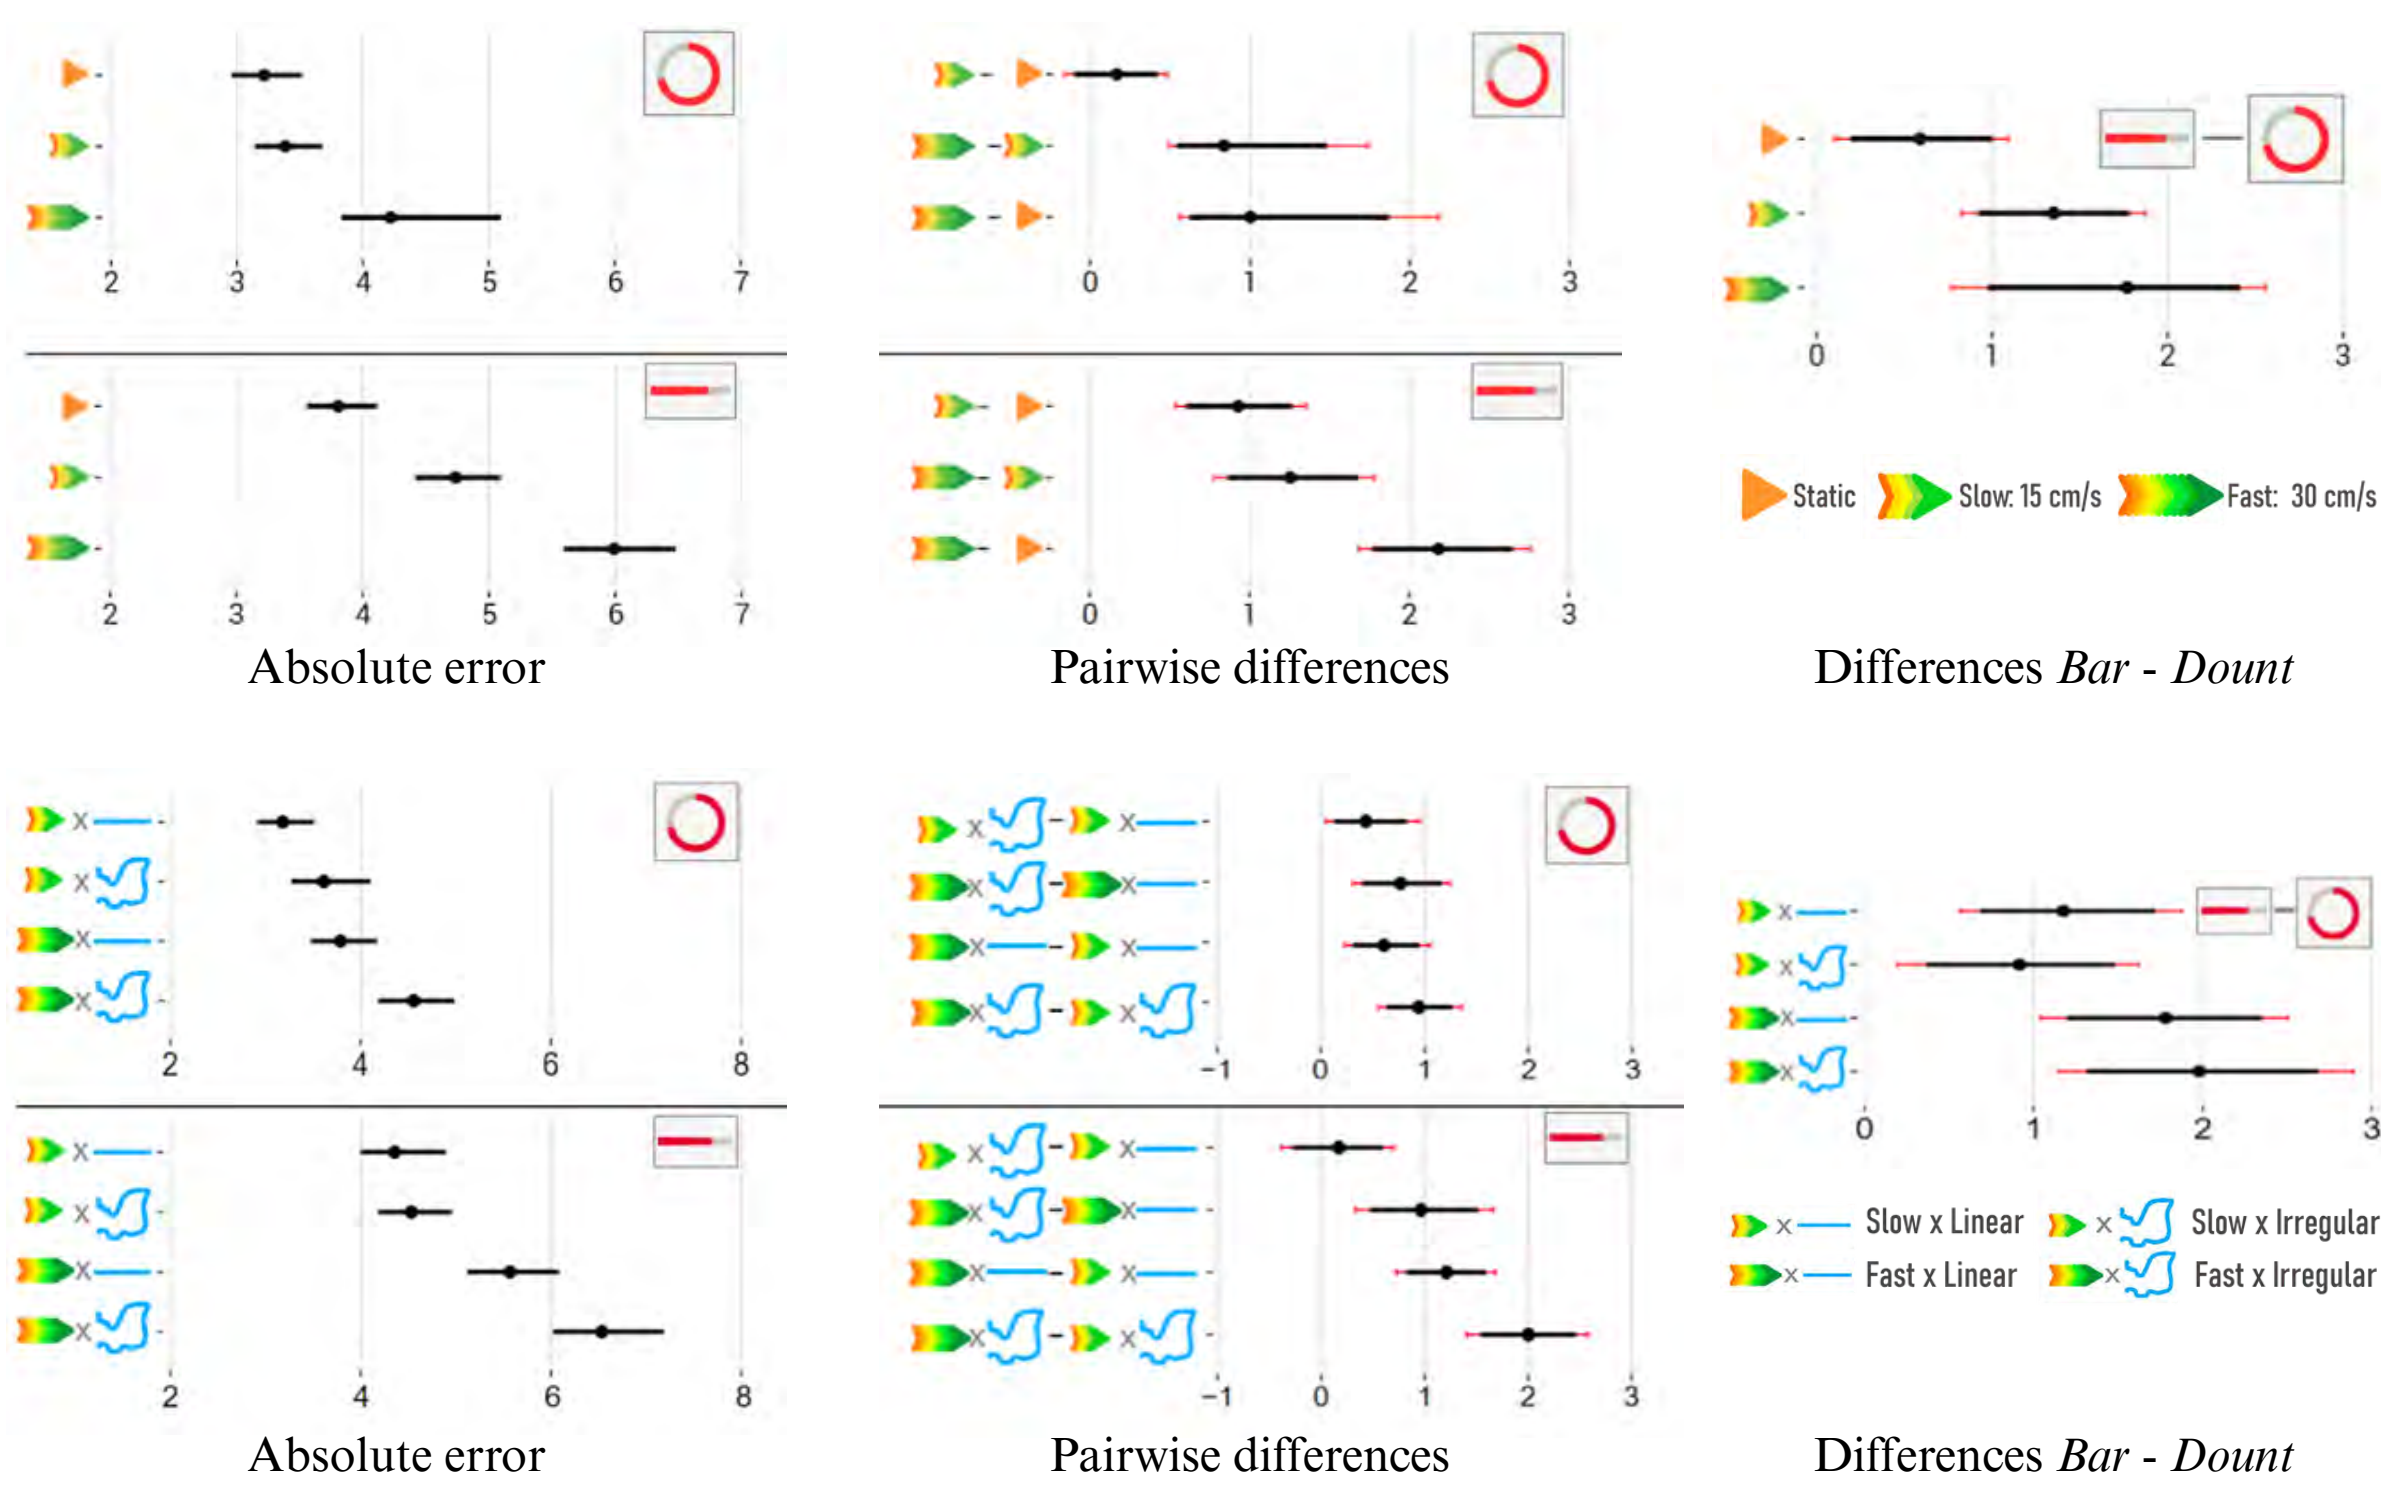 2 3 4 5 6 7
0 1 2 3
0 1 2 3
Static Slow: 15 cm/s Fast: 30 cm/s
2 3 4 5 6 7
0 1 2 3
Absolute error
Pairwise differences
Differences Bar - Dount
x
x
x
x
2 4 6 8
x - x
x - x
x - x
x - x
−1 0 1 2 3
x
x
x
x
0 1 2 3
x
x
x
x
2 4 6 8
x - x
x - x
x - x
x - x
−1 0 1 2 3
x Slow x Linear x Slow x Irregular
x Fast x Linear x Fast x Irregular
Absolute error
Pairwise differences
Differences Bar - Dount